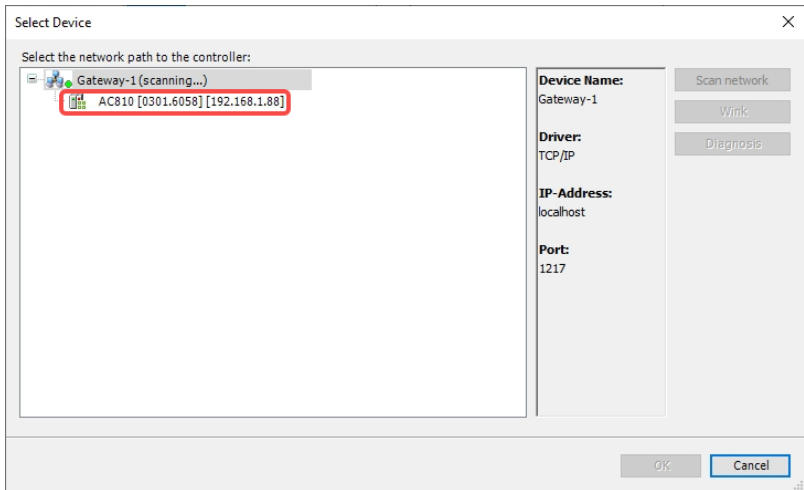 Select Device
Select the network path to the controller:
Gateway-1 (scanning...)
AC810 [0301.6058] [192.168.1.88]
Device Name:
Gateway-1
Driver:
TCP/IP
IP-Address:
localhost
Port:
1217
Scan network
Wink
Diagnosis
OK
Cancel